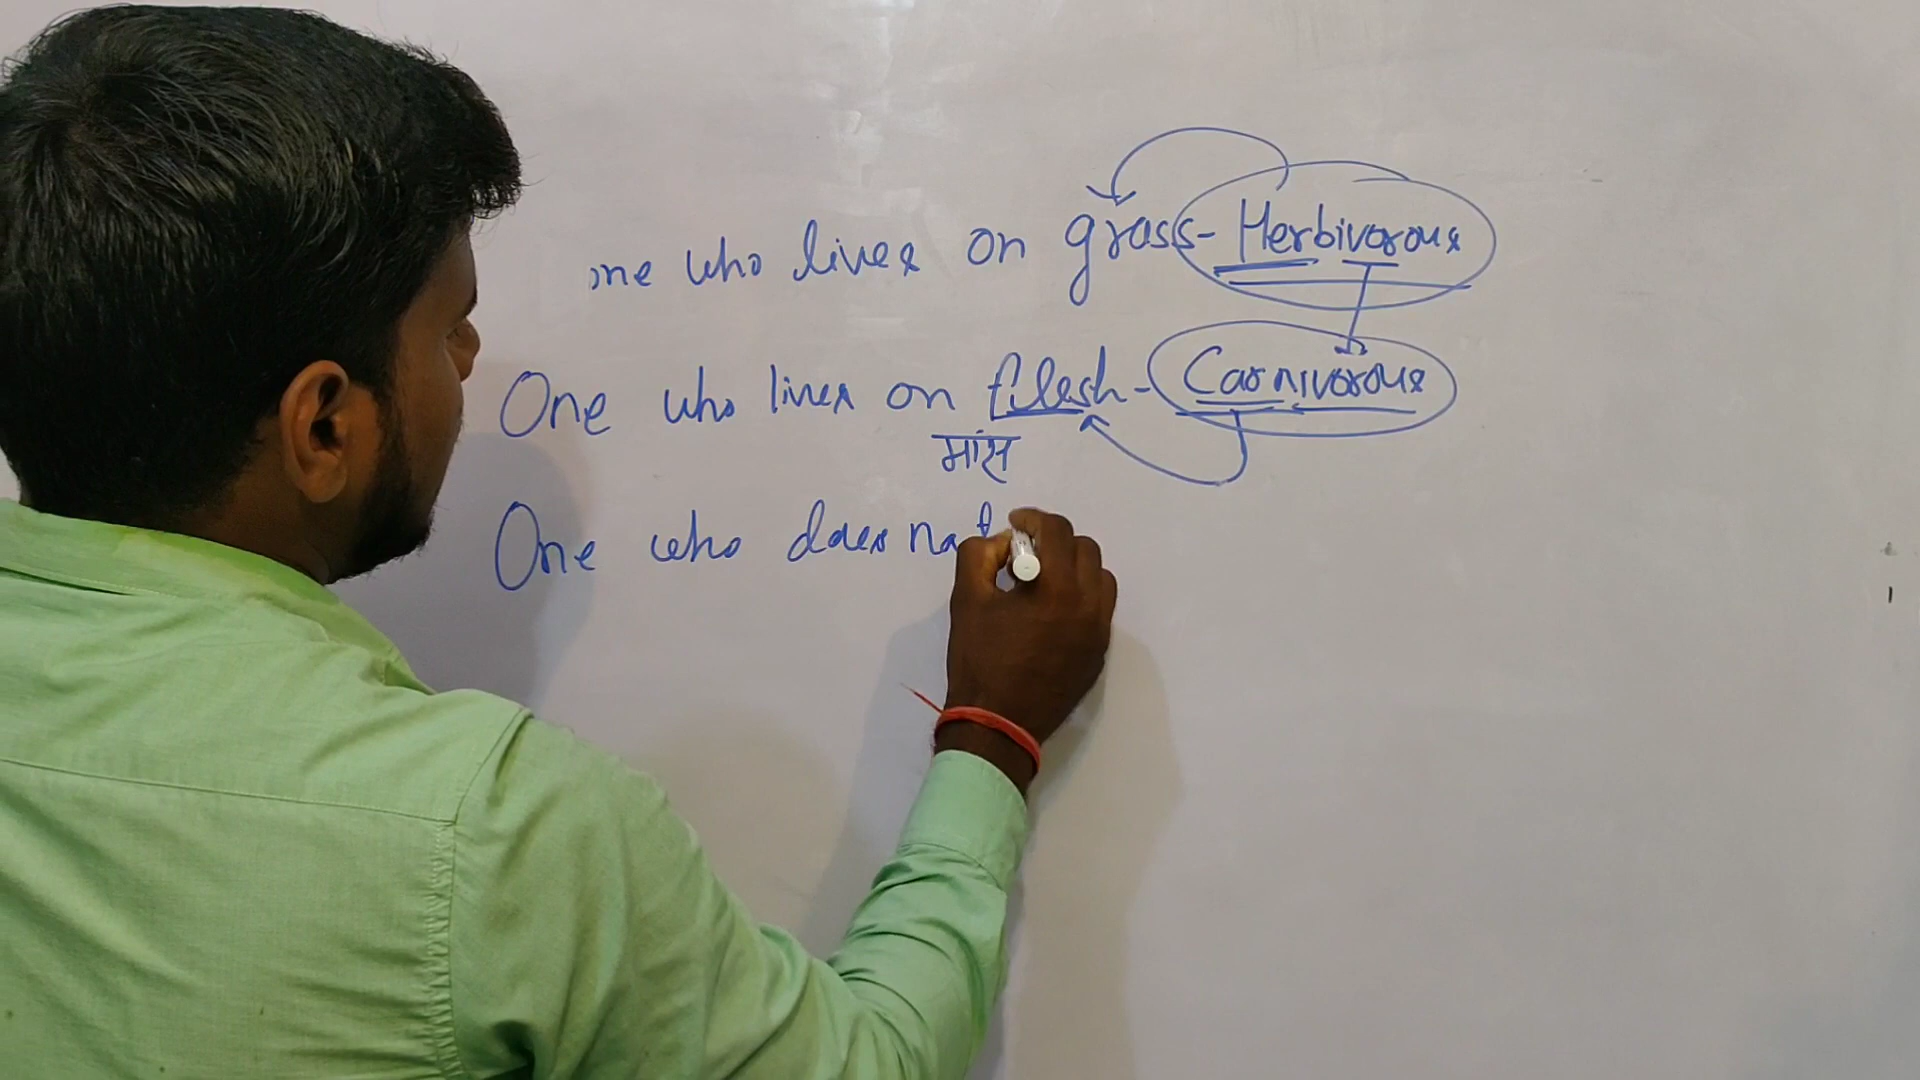 one who lives on grass- Herbivorous
One who lives on flesh- Carnivorous
मांस
One who does not